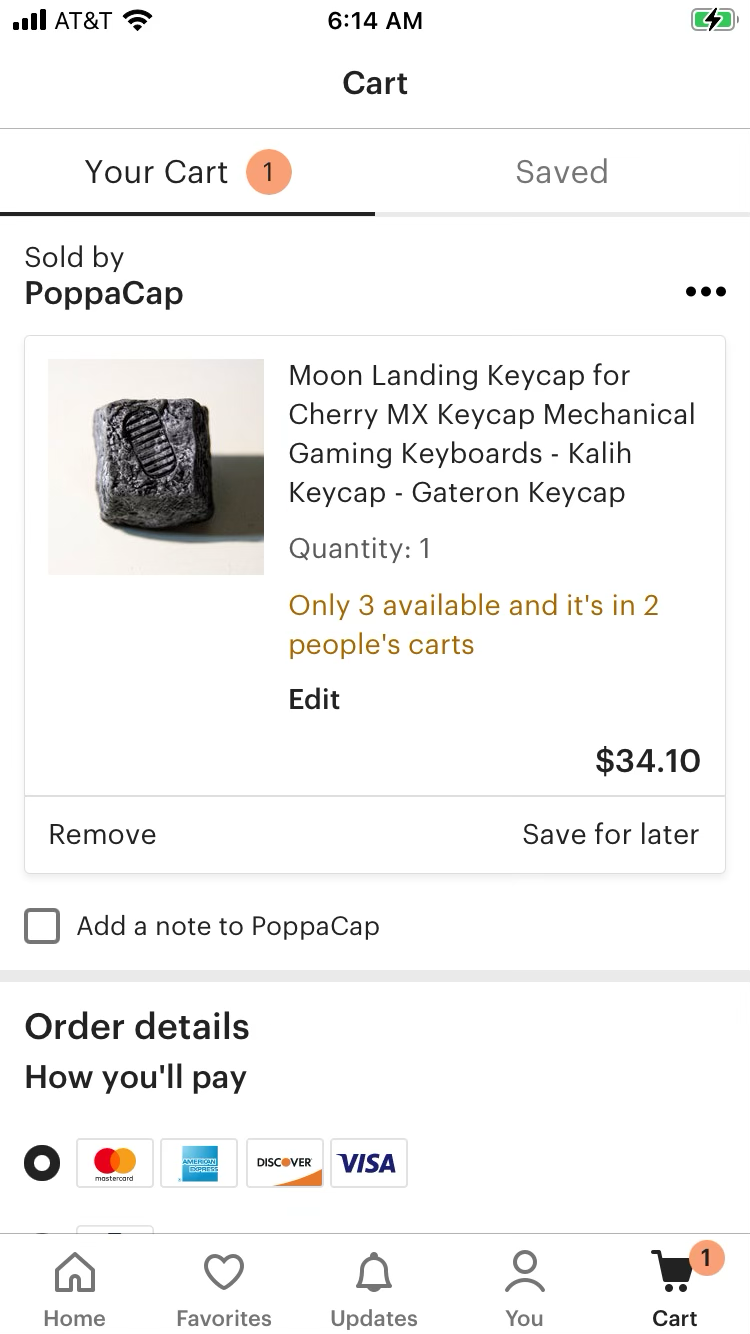 AT&T 6:14 AM
Cart
Your Cart 1 Saved
Sold by
PoppaCap
Moon Landing Keycap for
Cherry MX Keycap Mechanical
Gaming Keyboards - Kalih
Keycap - Gateron Keycap
Quantity: 1
Only 3 available and it's in 2
people's carts
Edit
$34.10
Remove Save for later
Add a note to PoppaCap
Order details
How you'll pay
mastercard AMERICAN EXPRESS DISCOVER VISA
1
Home Favorites Updates You Cart